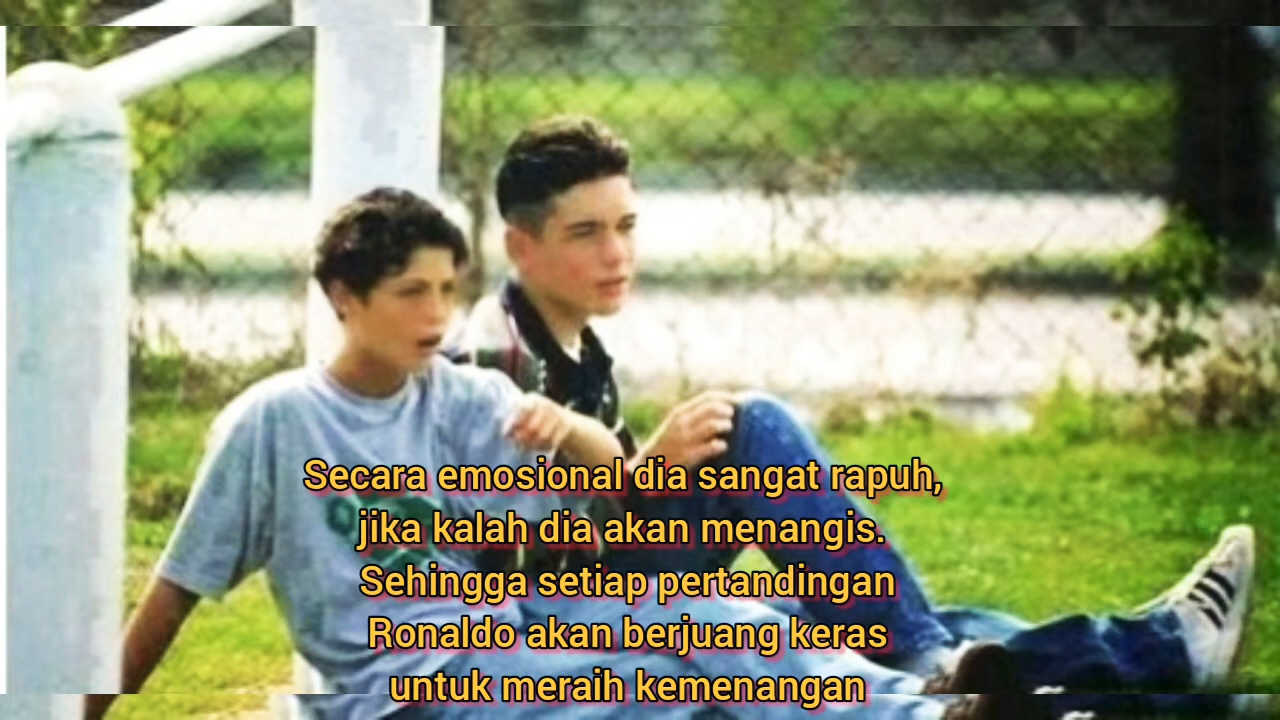 Secara emosional dia sangat rapuh,
jika kalah dia akan menangis.
Sehingga setiap pertandingan
Ronaldo akan berjuang keras
untuk meraih kemenangan